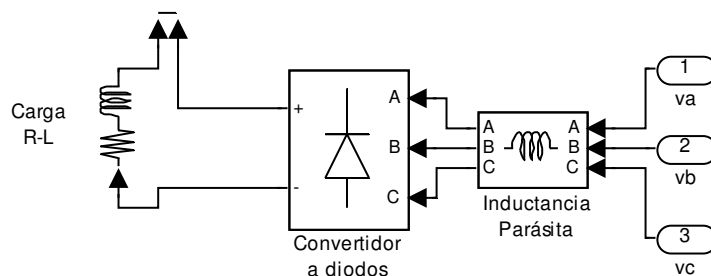 Carga
R-L
+
-
A
B
C
Convertidor
a diodos
A
B
C
A
B
C
Inductancia
Parásita
1
va
2
vb
3
vc